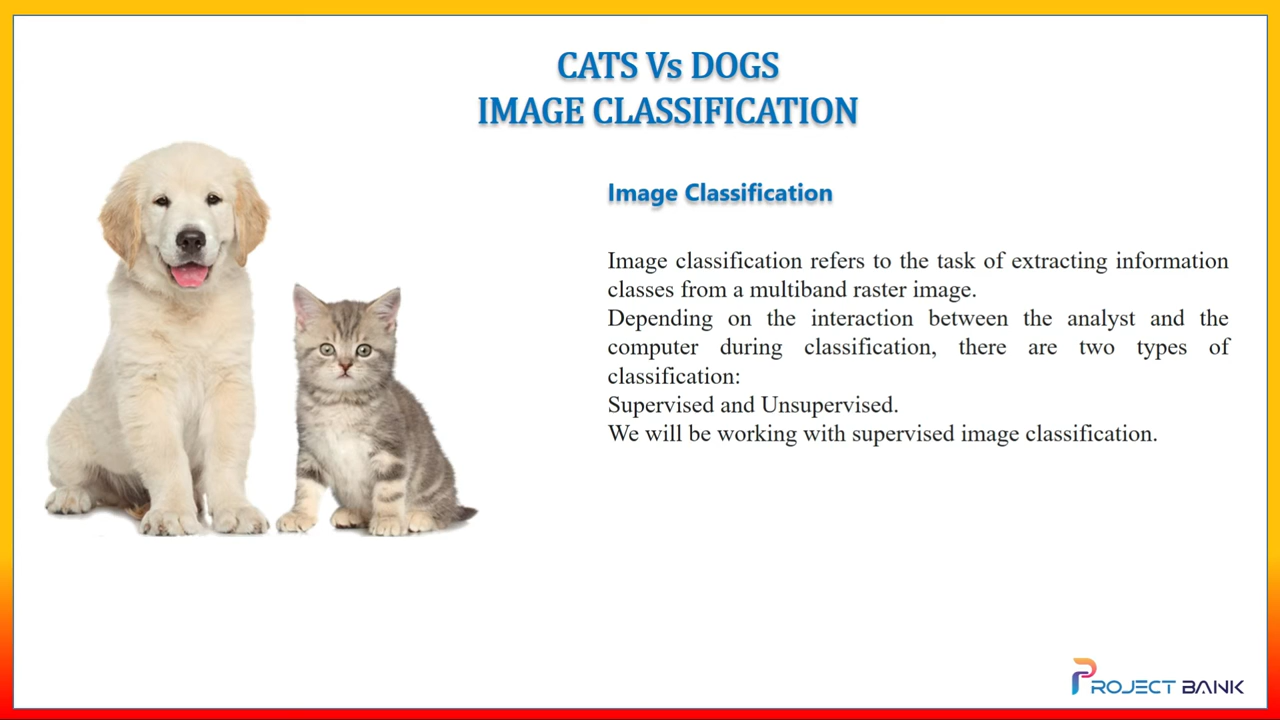 CATS Vs DOGS
IMAGE CLASSIFICATION
Image Classification
Image classification refers to the task of extracting information
classes from a multiband raster image.
Depending on the interaction between the analyst and the
computer during classification, there are two types of
classification:
Supervised and Unsupervised.
We will be working with supervised image classification.
PROJECT BANK